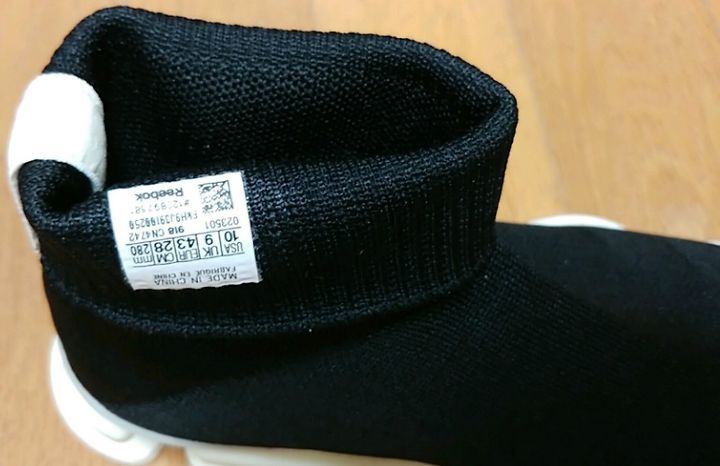 MADE IN CHINA
FABRIQUÉ EN CHINE
USA UK EUR CM mm
10 9 43 28 280
918 CN4742
023501
Reebok